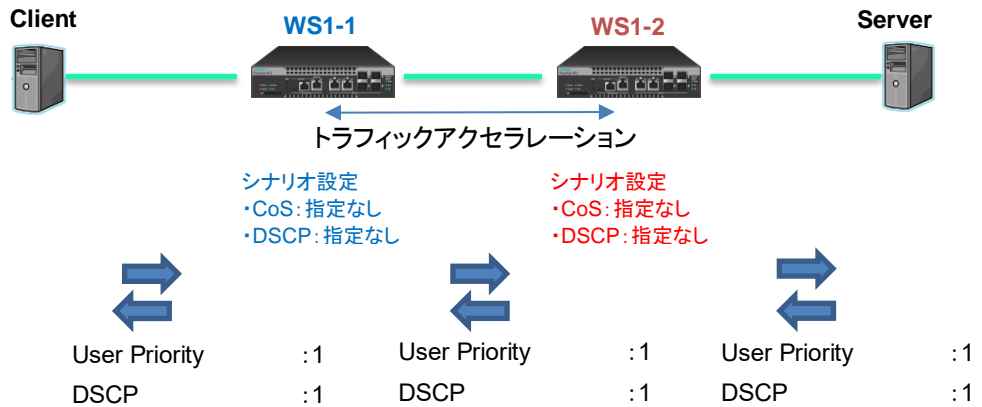 Client
WS1-1
WS1-2
Server
トラフィックアクセラレーション
シナリオ設定
・CoS：指定なし
・DSCP：指定なし
シナリオ設定
・CoS：指定なし
・DSCP：指定なし
User Priority :1
DSCP :1
User Priority :1
DSCP :1
User Priority :1
DSCP :1